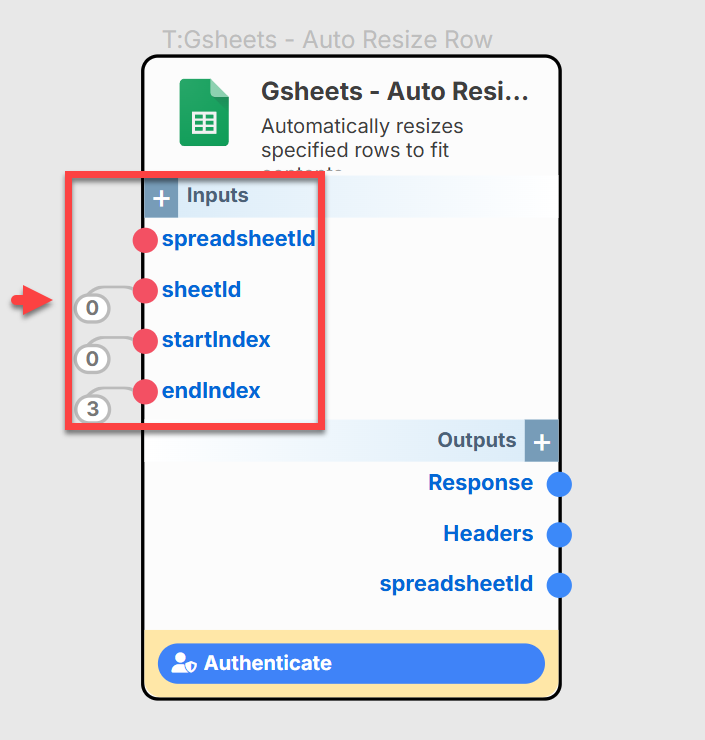 T:Gsheets - Auto Resize Row
Gsheets - Auto Resi...
Automatically resizes
specified rows to fit
+ Inputs
spreadsheetId
sheetId
0
startIndex
0
endIndex
3
Outputs +
Response
Headers
spreadsheetId
Authenticate